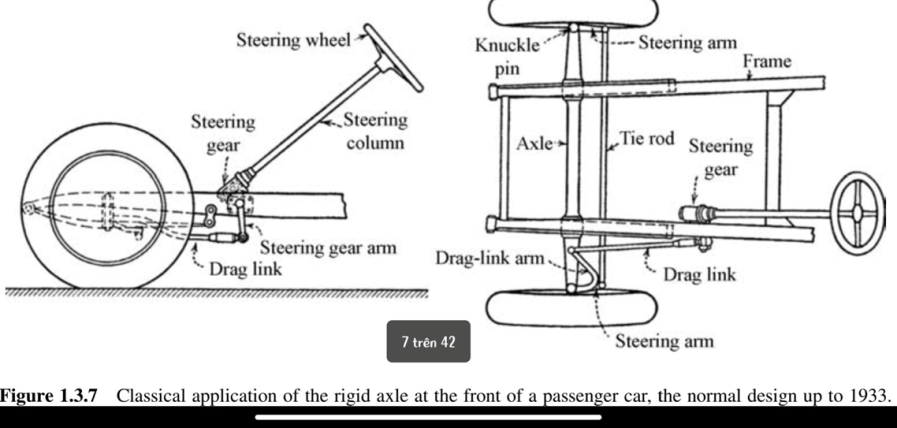 Steering wheel
Steering
gear
Steering
column
Steering gear arm
Drag link
Knuckle
pin
Steering arm
Frame
Axle
Tie rod
Steering
gear
Drag-link arm
Drag link
Steering arm
7 trên 42
Figure 1.3.7 Classical application of the rigid axle at the front of a passenger car, the normal design up to 1933.